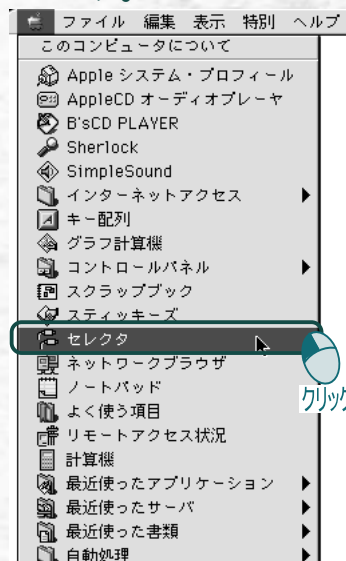 ファイル 編集 表示 特別 ヘルプ
このコンピュータについて
Apple システム・プロフィール
AppleCD オーディオプレーヤ
B'sCD PLAYER
Sherlock
SimpleSound
インターネットアクセス
キー配列
グラフ計算機
コントロールパネル
スクラップブック
スティッキーズ
セレクタ
ネットワークブラウザ
クリック
ノートパッド
よく使う項目
リモートアクセス状況
計算機
最近使ったアプリケーション
最近使ったサーバ
最近使った書類
自動処理